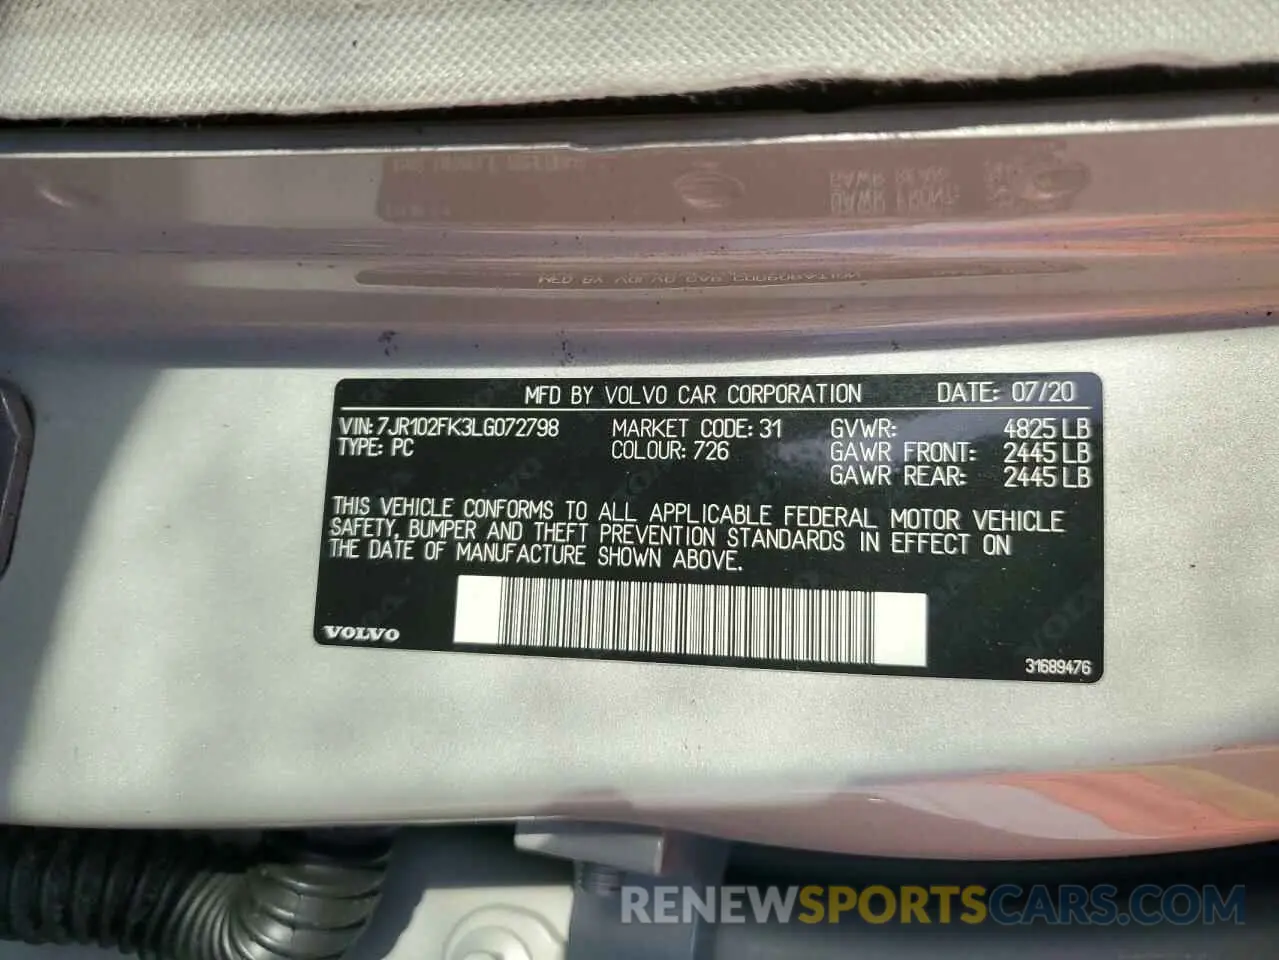 MFD BY VOLVO CAR CORPORATION DATE: 07/20
VIN: 7JR102FK3LG072798 MARKET CODE: 31 GVWR: 4825 LB
TYPE: PC COLOUR: 726 GAWR FRONT: 2445 LB
GAWR REAR: 2445 LB
THIS VEHICLE CONFORMS TO ALL APPLICABLE FEDERAL MOTOR VEHICLE
SAFETY, BUMPER AND THEFT PREVENTION STANDARDS IN EFFECT ON
THE DATE OF MANUFACTURE SHOWN ABOVE.
VOLVO
31689476
RENEWSPORTSCARS.COM